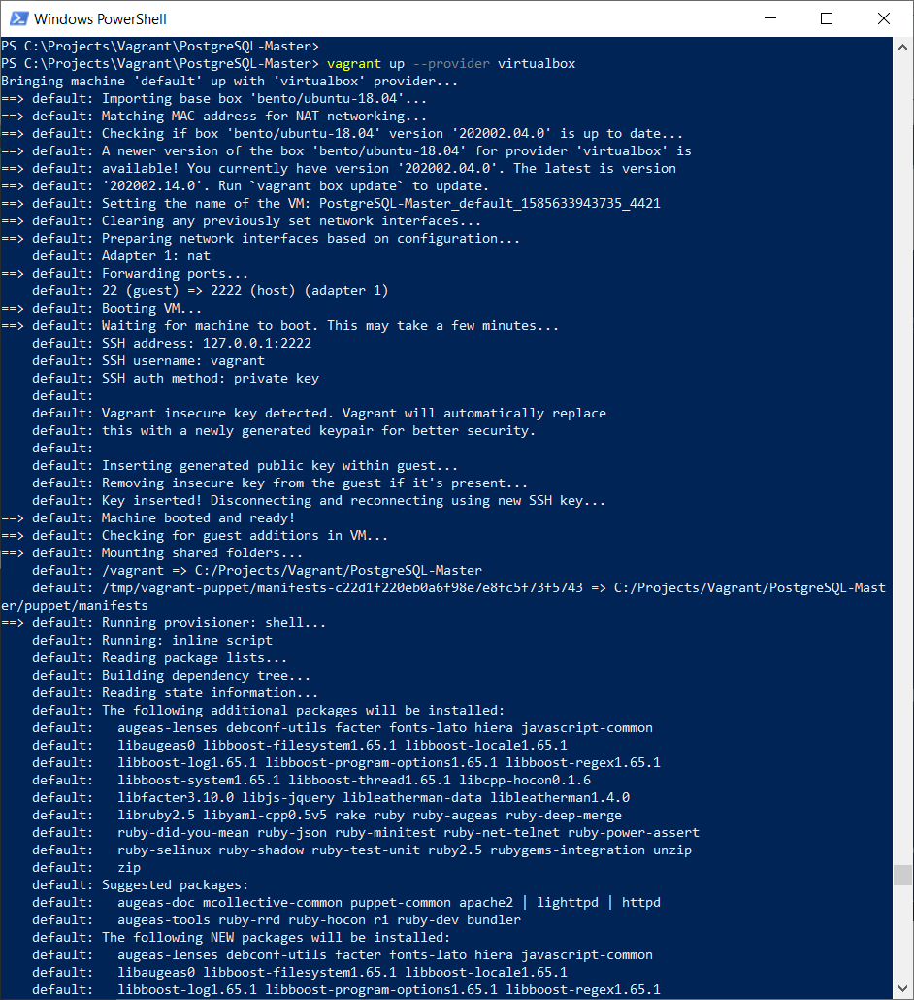 Windows PowerShell
PS C:\Projects\Vagrant\PostgreSQL-Master>
PS C:\Projects\Vagrant\PostgreSQL-Master> vagrant up --provider virtualbox
Bringing machine 'default' up with 'virtualbox' provider...
==> default: Importing base box 'bento/ubuntu-18.04'...
==> default: Matching MAC address for NAT networking...
==> default: Checking if box 'bento/ubuntu-18.04' version '202002.04.0' is up to date...
==> default: A newer version of the box 'bento/ubuntu-18.04' for provider 'virtualbox' is
==> default: available! You currently have version '202002.04.0'. The latest is version
==> default: '202002.14.0'. Run `vagrant box update` to update.
==> default: Setting the name of the VM: PostgreSQL-Master_default_1585633943735_4421
==> default: Clearing any previously set network interfaces...
==> default: Preparing network interfaces based on configuration...
    default: Adapter 1: nat
==> default: Forwarding ports...
    default: 22 (guest) => 2222 (host) (adapter 1)
==> default: Booting VM...
==> default: Waiting for machine to boot. This may take a few minutes...
    default: SSH address: 127.0.0.1:2222
    default: SSH username: vagrant
    default: SSH auth method: private key
    default:
    default: Vagrant insecure key detected. Vagrant will automatically replace
    default: this with a newly generated keypair for better security.
    default:
    default: Inserting generated public key within guest...
    default: Removing insecure key from the guest if it's present...
    default: Key inserted! Disconnecting and reconnecting using new SSH key...
==> default: Machine booted and ready!
==> default: Checking for guest additions in VM...
==> default: Mounting shared folders...
    default: /vagrant => C:/Projects/Vagrant/PostgreSQL-Master
    default: /tmp/vagrant-puppet/manifests-c22d1f220eb0a6f98e7e8fc5f73f5743 => C:/Projects/Vagrant/PostgreSQL-Mast
er/puppet/manifests
==> default: Running provisioner: shell...
    default: Running: inline script
    default: Reading package lists...
    default: Building dependency tree...
    default: Reading state information...
    default: The following additional packages will be installed:
    default:   augeas-lenses debconf-utils facter fonts-lato hiera javascript-common
    default:   libaugeas0 libboost-filesystem1.65.1 libboost-locale1.65.1
    default:   libboost-log1.65.1 libboost-program-options1.65.1 libboost-regex1.65.1
    default:   libboost-system1.65.1 libboost-thread1.65.1 libcpp-hocon0.1.6
    default:   libfacter3.10.0 libjs-jquery libleatherman-data libleatherman1.4.0
    default:   libruby2.5 libyaml-cpp0.5v5 rake ruby ruby-augeas ruby-deep-merge
    default:   ruby-did-you-mean ruby-json ruby-minitest ruby-net-telnet ruby-power-assert
    default:   ruby-selinux ruby-shadow ruby-test-unit ruby2.5 rubygems-integration unzip
    default:   zip
    default: Suggested packages:
    default:   augeas-doc mcollective-common puppet-common apache2 | lighttpd | httpd
    default:   augeas-tools ruby-rrd ruby-hocon ri ruby-dev bundler
    default: The following NEW packages will be installed:
    default:   augeas-lenses debconf-utils facter fonts-lato hiera javascript-common
    default:   libaugeas0 libboost-filesystem1.65.1 libboost-locale1.65.1
    default:   libboost-log1.65.1 libboost-program-options1.65.1 libboost-regex1.65.1